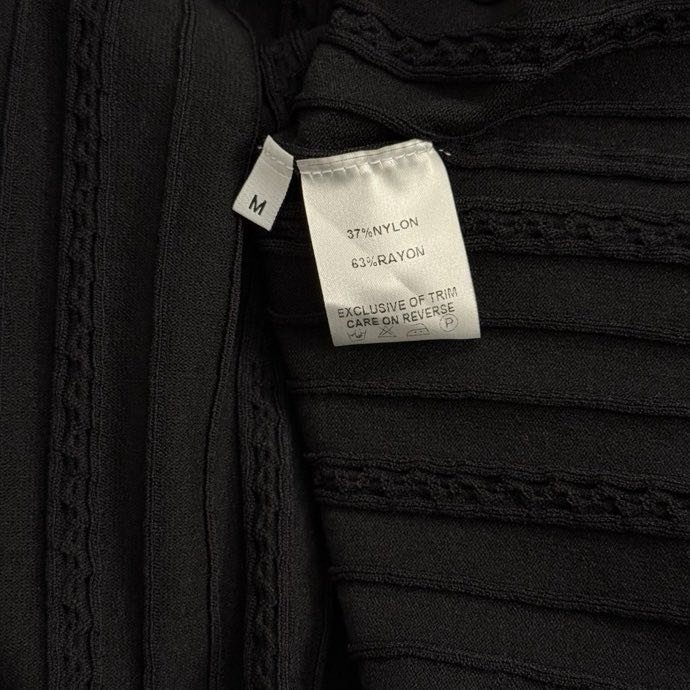 M
37%NYLON
63%RAYON
EXCLUSIVE OF TRIM
CARE ON REVERSE
P